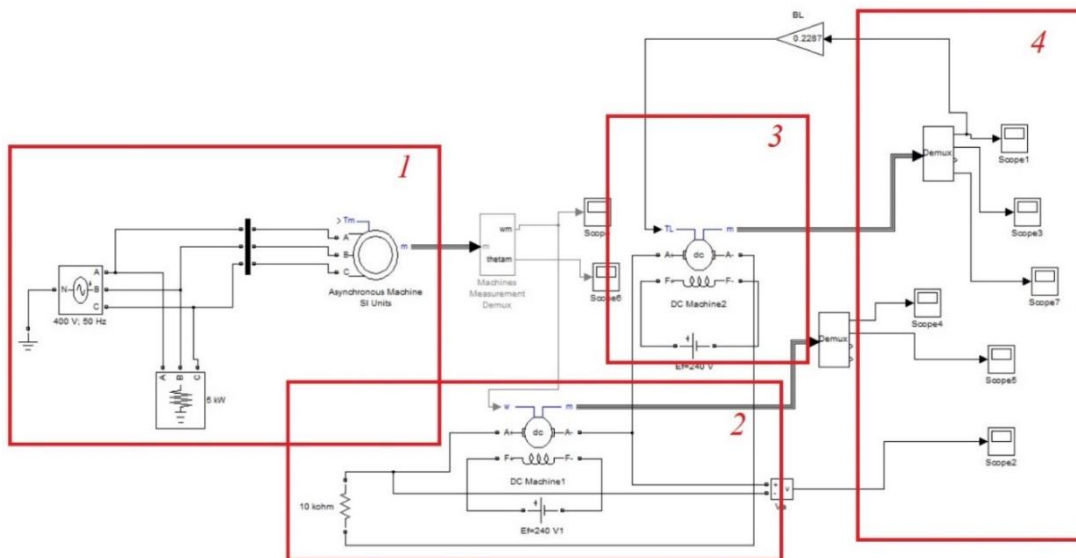 BL
0.2287
4
Demux
Scope1
Scope3
Scope7
3
TL
m
A+
dc
A-
F+
F-
DC Machine2
Ef=240 V
1
>Tm
A
B
C
m
Asynchronous Machine
SI Units
N
A
B
C
400 V; 50 Hz
A B C
5 kW
m
wm
thetam
Machines
Measurement
Demux
Scope6
Demux
Scope4
Scope5
Scope2
2
w
m
A+
dc
A-
F+
F-
DC Machine1
Ef=240 V1
10 kohm
+
-
v